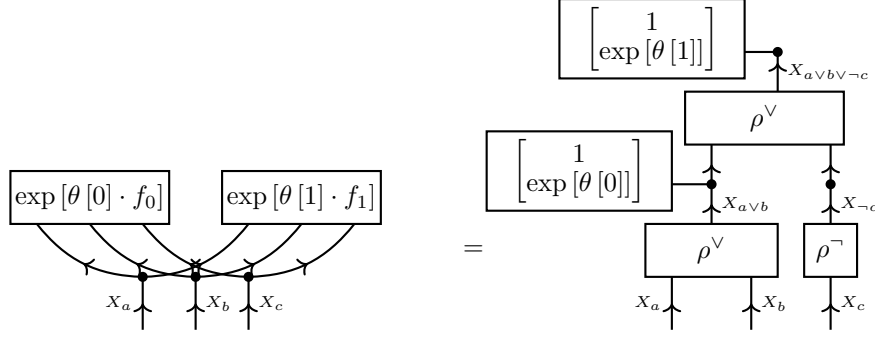 exp [θ [0] · f₀]
exp [θ [1] · f₁]
X_a
X_b
X_c
=
[1
exp [θ [1]]]
X_{a∨b∨¬c}
ρ^∨
[1
exp [θ [0]]]
X_{a∨b}
X_{¬c}
ρ^∨
ρ^¬
X_a
X_b
X_c